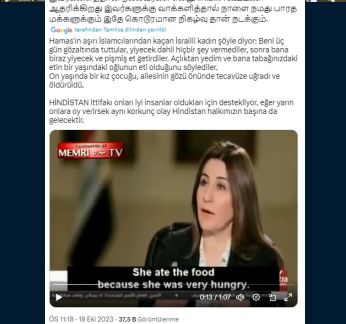 ஆதரிக்கிறது இவர்களுக்கு வாக்களித்தால் நாளை நமது பாரத
மக்களுக்கும் இதே கொடூரமான நிகழ்வு தான் நடக்கும்.
Google tarafından Tamilce dilinden çevrildi
Hamas'ın aşırı İslamcılarından kaçan İsrailli kadın şöyle diyor: Beni üç
gün gözaltında tuttular, yiyecek dahil hiçbir şey vermediler, sonra bana
biraz yiyecek ve pişmiş et getirdiler. Açlıktan yedim ve bana tabağınızdaki
etin bir yaşındaki oğlunun eti olduğunu söylediler.
On yaşında bir kız çocuğu, ailesinin gözü önünde tecavüze uğradı ve
öldürüldü.
HİNDİSTAN İttifakı onları iyi insanlar oldukları için destekliyor, eğer yarın
onlara oy verirsek aynı korkunç olay Hindistan halkımızın başına da
gelecektir.
MEMRI TV
She ate the food
because she was very hungry.
0:13 / 1:07
ÖS 11:18 · 18 Eki 2023 · 37,5 B Görüntülenme